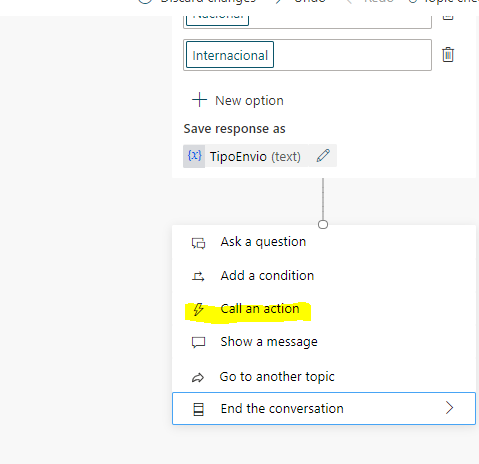 Discard changes Undo Redo Topic che
Nacional
Internacional
New option
Save response as
{x} TipoEnvio (text)
Ask a question
Add a condition
Call an action
Show a message
Go to another topic
End the conversation